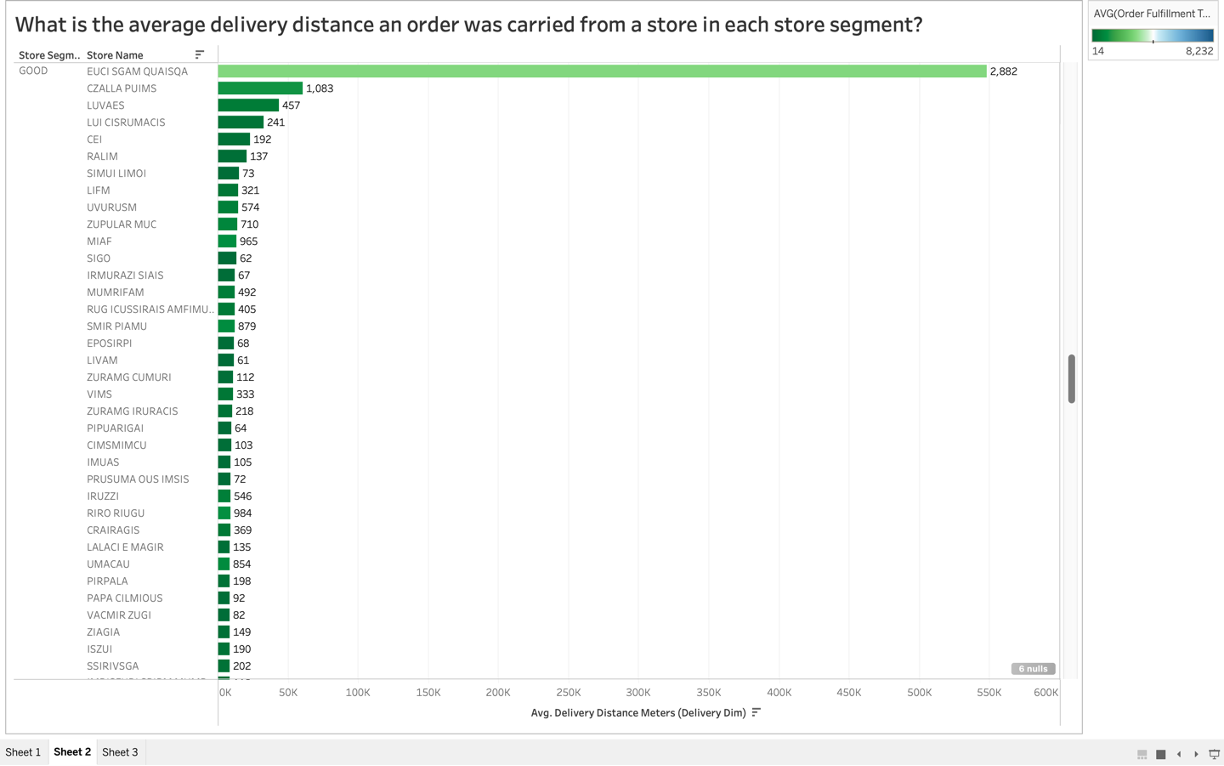 What is the average delivery distance an order was carried from a store in each store segment?
AVG(Order Fulfillment T...
14 8,232
Store Segm.. Store Name
GOOD EUCI SGAM QUAISQA 2,882
CZALLA PUIMS 1,083
LUVAES 457
LUI CISRUMACIS 241
CEI 192
RALIM 137
SIMUI LIMOI 73
LIFM 321
UVURUSM 574
ZUPULAR MUC 710
MIAF 965
SIGO 62
IRMURAZI SIAIS 67
MUMRIFAM 492
RUG ICUSSIRAIS AMFIMU.. 405
SMIR PIAMU 879
EPOSIRPI 68
LIVAM 61
ZURAMG CUMURI 112
VIMS 333
ZURAMG IRURACIS 218
PIPUARIGAI 64
CIMSMIMCU 103
IMUAS 105
PRUSUMA OUS IMSIS 72
IRUZZI 546
RIRO RIUGU 984
CRAIRAGIS 369
LALACI E MAGIR 135
UMACAU 854
PIRPALA 198
PAPA CILMIOUS 92
VACMIR ZUGI 82
ZIAGIA 149
ISZUI 190
SSIRIVSGA 202
6 nulls
0K 50K 100K 150K 200K 250K 300K 350K 400K 450K 500K 550K 600K
Avg. Delivery Distance Meters (Delivery Dim)
Sheet 1 Sheet 2 Sheet 3